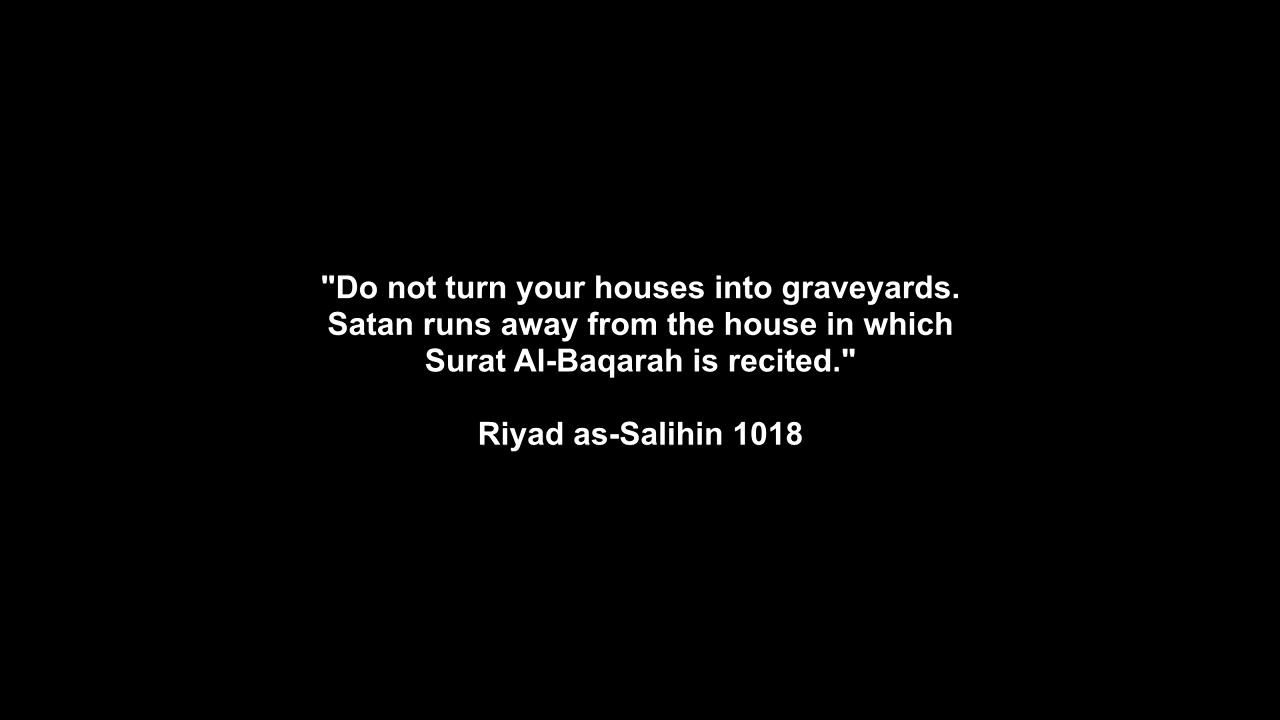 "Do not turn your houses into graveyards.
Satan runs away from the house in which
Surat Al-Baqarah is recited."
Riyad as-Salihin 1018